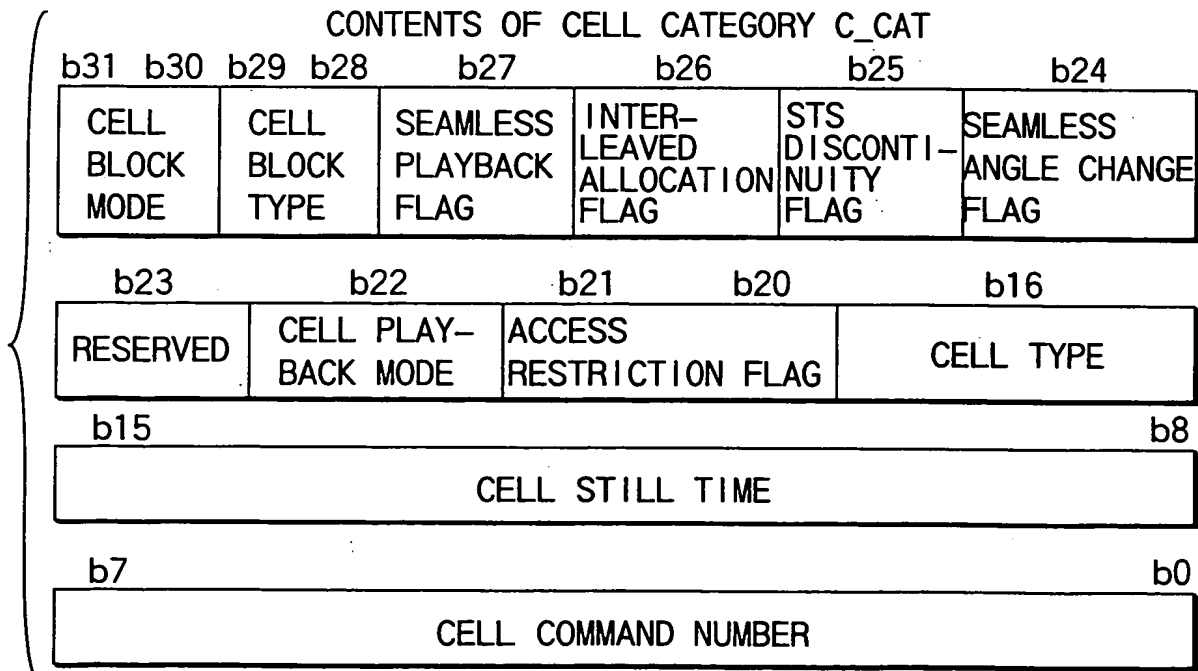 CONTENTS OF CELL CATEGORY C_CAT
b31 b30 b29 b28 b27 b26 b25 b24
CELL
BLOCK
MODE
CELL
BLOCK
TYPE
SEAMLESS
PLAYBACK
FLAG
INTER–
LEAVED
ALLOCATION
FLAG
STS
DISCONTI–
NUITY
FLAG
SEAMLESS
ANGLE CHANGE
FLAG
b23 b22 b21 b20 b16
RESERVED
CELL PLAY–
BACK MODE
ACCESS
RESTRICTION FLAG
CELL TYPE
b15 b8
CELL STILL TIME
b7 b0
CELL COMMAND NUMBER